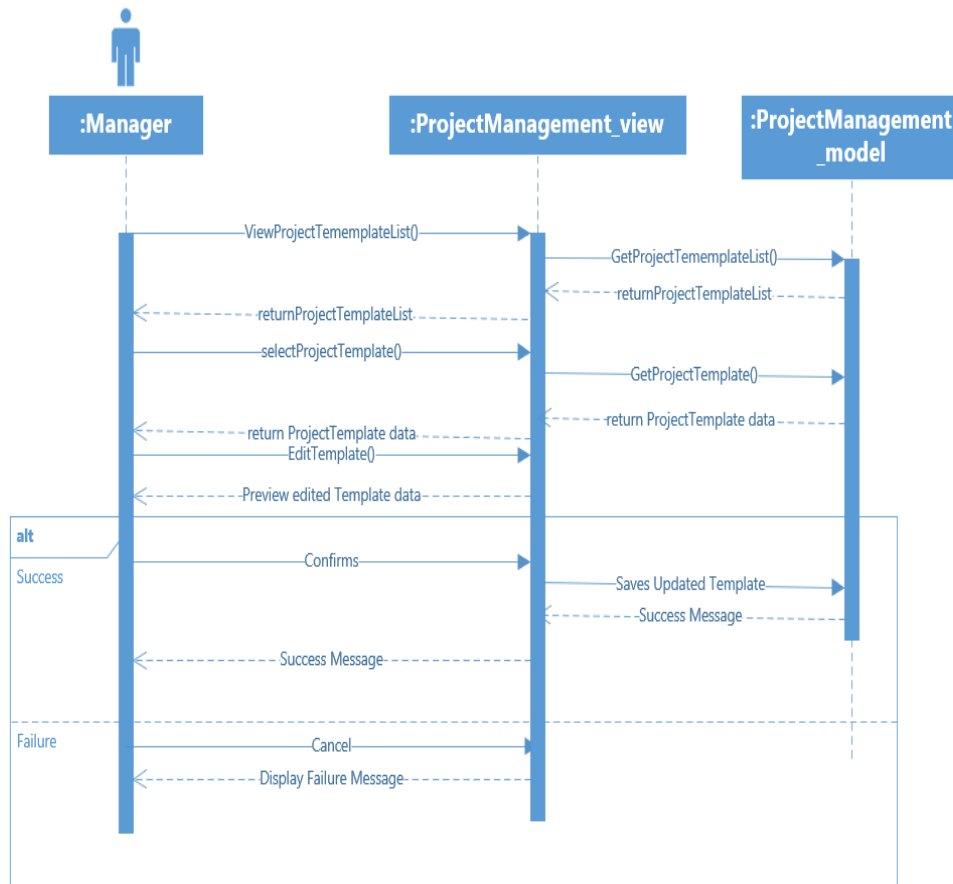 :Manager
:ProjectManagement_view
:ProjectManagement
_model
ViewProjectTememplateList()
GetProjectTememplateList()
returnProjectTemplateList
returnProjectTemplateList
selectProjectTemplate()
GetProjectTemplate()
return ProjectTemplate data
return ProjectTemplate data
EditTemplate()
Preview edited Template data
alt
Confirms
Success
Saves Updated Template
Success Message
Success Message
Failure
Cancel
Display Failure Message